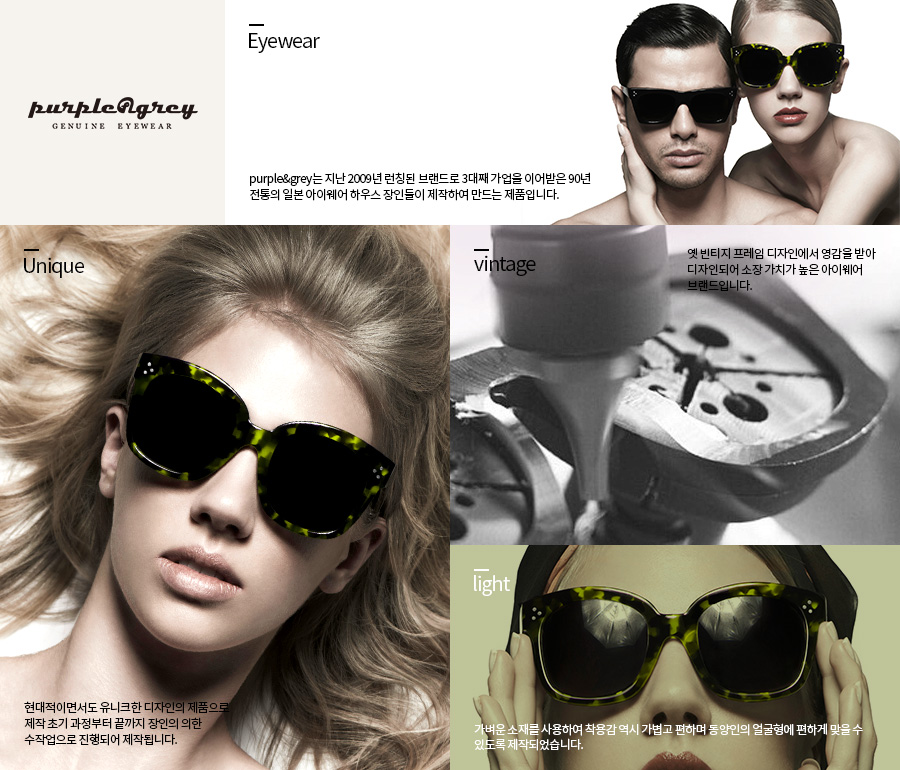 purple&grey
GENUINE EYEWEAR
Eyewear
purple&grey는 지난 2009년 런칭된 브랜드로 3대째 가업을 이어받은 90년
전통의 일본 아이웨어 하우스 장인들이 제작하여 만드는 제품입니다.
Unique
현대적이면서도 유니크한 디자인의 제품으로
제작 초기 과정부터 끝까지 장인의 의한
수작업으로 진행되어 제작됩니다.
vintage
옛 빈티지 프레임 디자인에서 영감을 받아
디자인되어 소장 가치가 높은 아이웨어
브랜드입니다.
light
가벼운 소재를 사용하여 착용감 역시 가볍고 편하며 동양인의 얼굴형에 편하게 맞을 수
있도록 제작되었습니다.